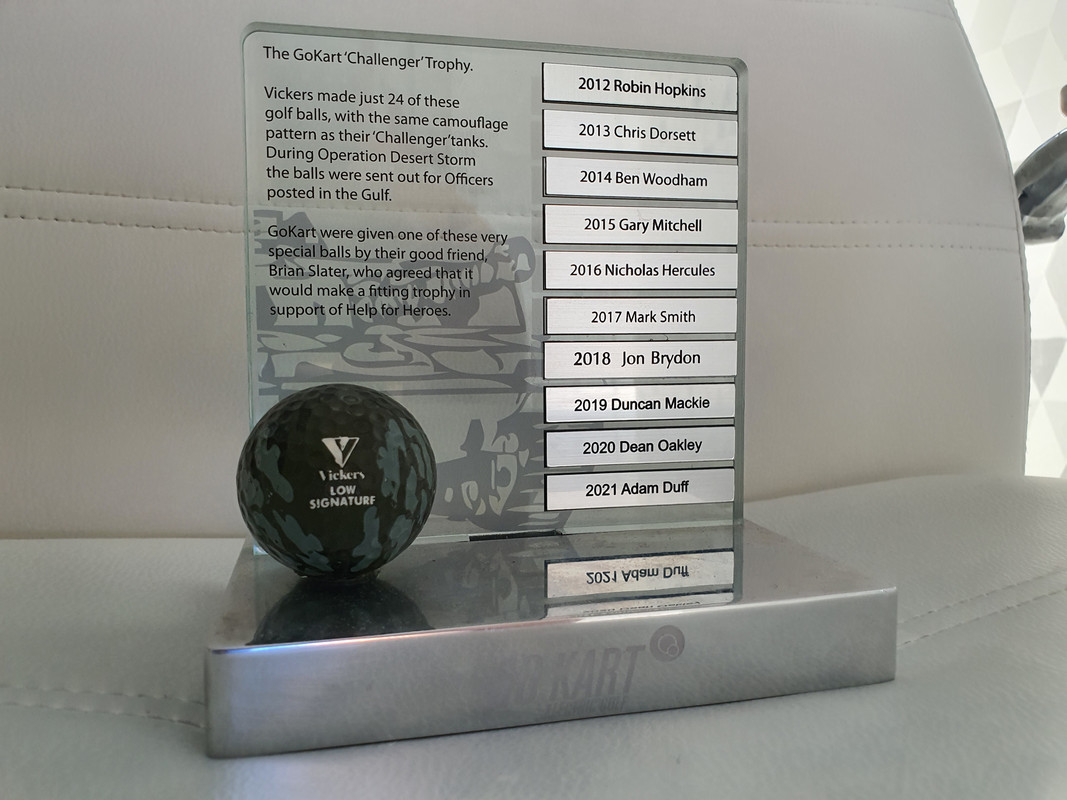 The GoKart 'Challenger' Trophy.
Vickers made just 24 of these
golf balls, with the same camouflage
pattern as their 'Challenger' tanks.
During Operation Desert Storm
the balls were sent out for Officers
posted in the Gulf.
GoKart were given one of these very
special balls by their good friend,
Brian Slater, who agreed that it
would make a fitting trophy in
support of Help for Heroes.
2012 Robin Hopkins
2013 Chris Dorsett
2014 Ben Woodham
2015 Gary Mitchell
2016 Nicholas Hercules
2017 Mark Smith
2018 Jon Brydon
2019 Duncan Mackie
2020 Dean Oakley
2021 Adam Duff
V
Vickers
LOW
SIGNATURE
2021 Adam Duff
KART